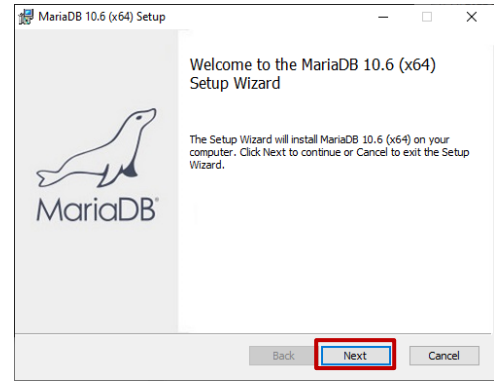 MariaDB 10.6 (x64) Setup
Welcome to the MariaDB 10.6 (x64)
Setup Wizard
The Setup Wizard will install MariaDB 10.6 (x64) on your
computer. Click Next to continue or Cancel to exit the Setup
Wizard.
MariaDB
Back
Next
Cancel